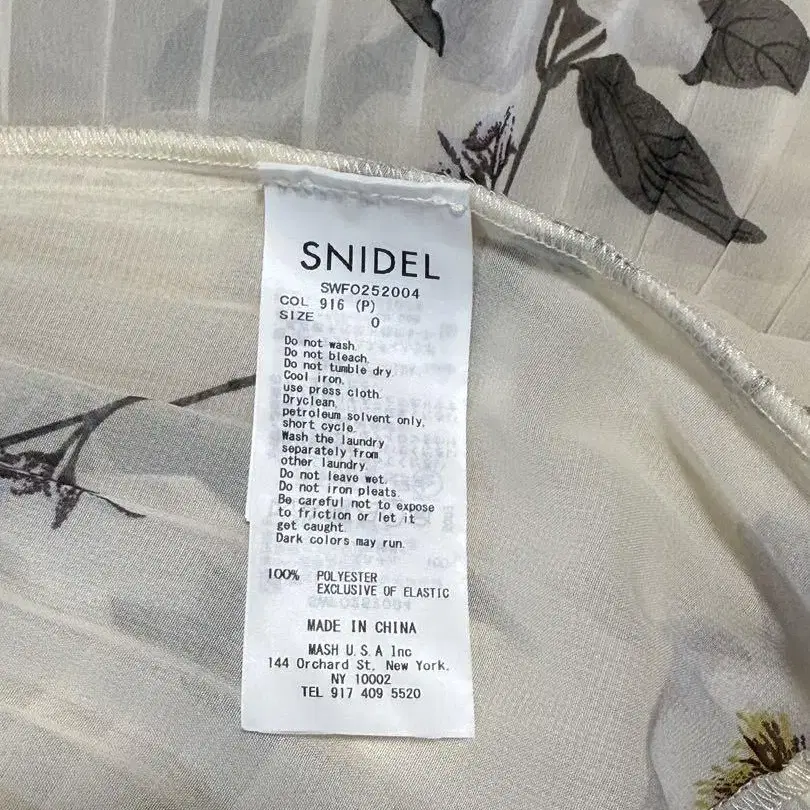 SNIDEL
SWFO252004
COL 916 (P)
SIZE 0
Do not wash.
Do not bleach.
Do not tumble dry.
Cool iron.
use press cloth.
Dryclean.
petroleum solvent only.
short cycle.
Wash the laundry
separately from
other laundry.
Do not leave wet.
Do not iron pleats.
Be careful not to expose
to friction or let it
get caught.
Dark colors may run.
100% POLYESTER
EXCLUSIVE OF ELASTIC
MADE IN CHINA
MASH U.S.A Inc
144 Orchard St. New York.
NY 10002
TEL 917 409 5520